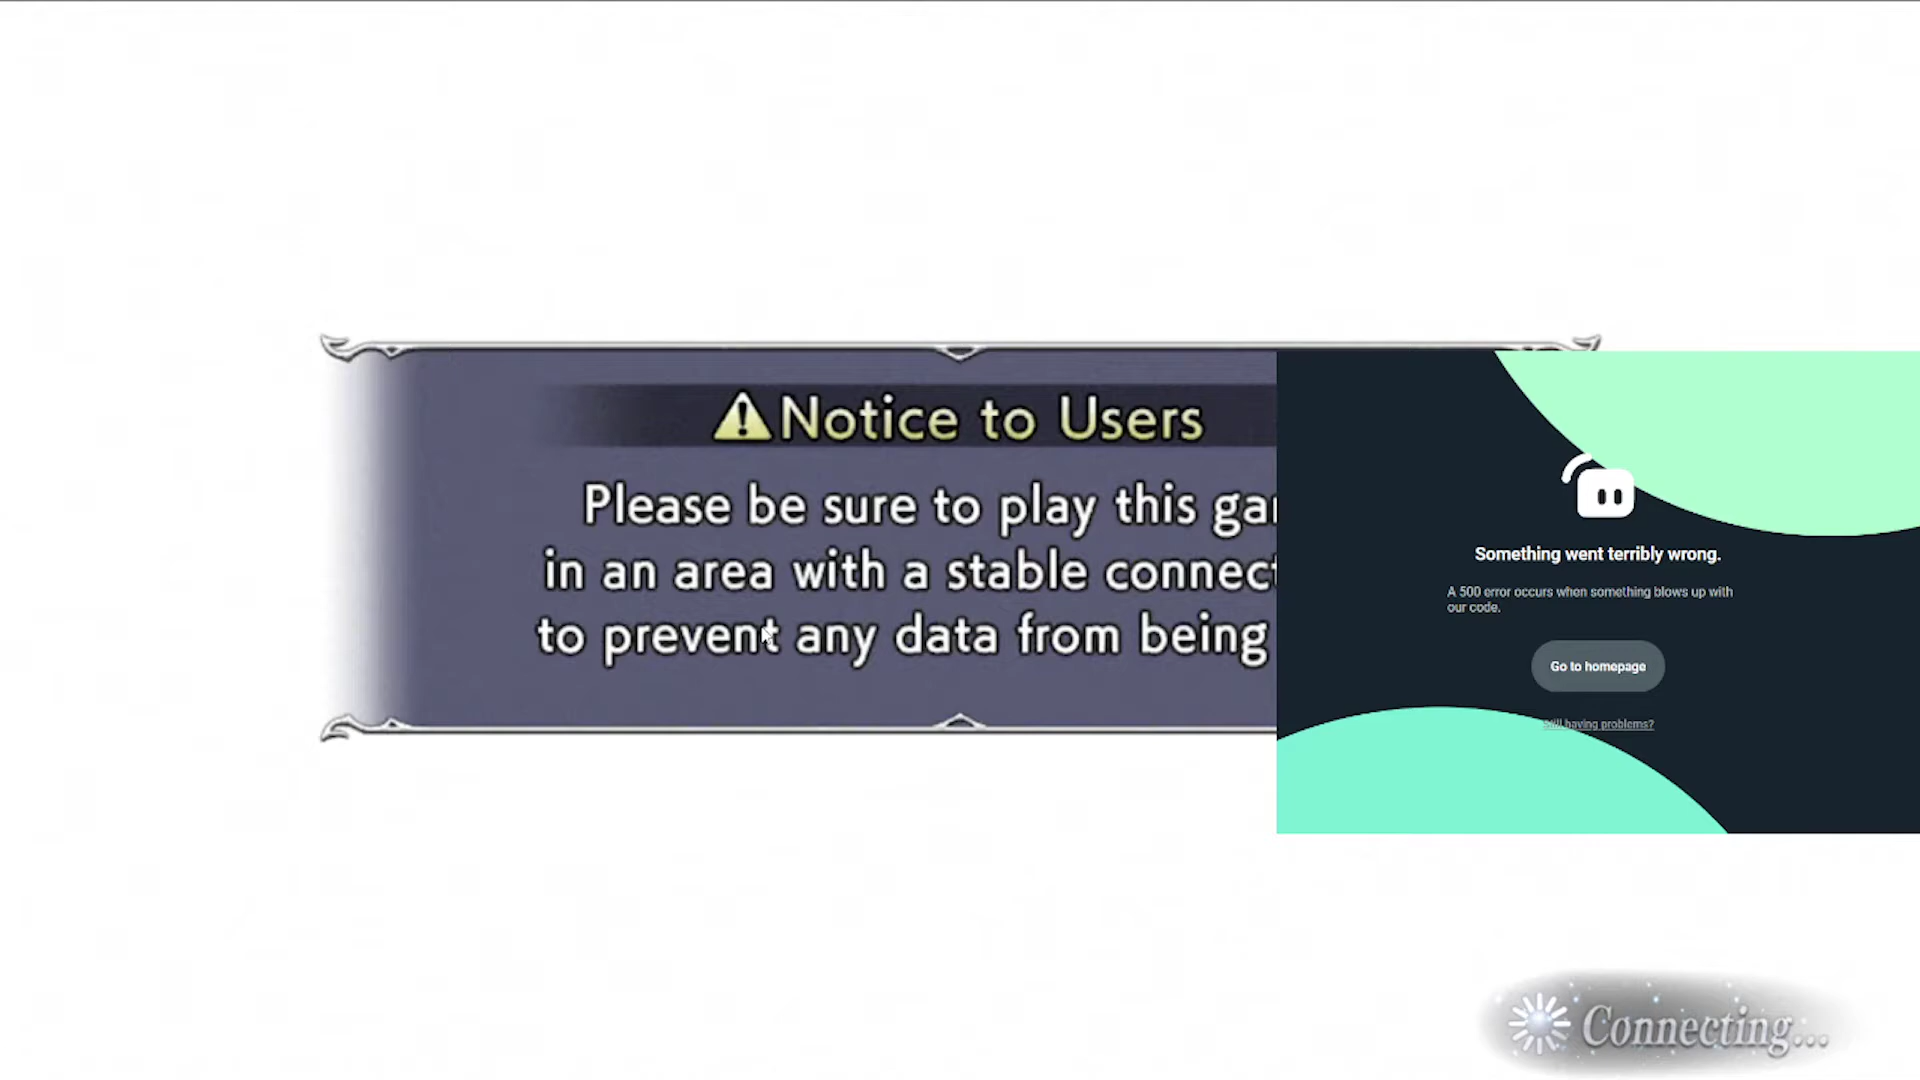 Notice to Users
Please be sure to play this
in an area with a stable
to prevent any data from being
Something went terribly wrong.
A 500 error occurs when something blows up with
our code.
Go to homepage
Still having problems?
Connecting...